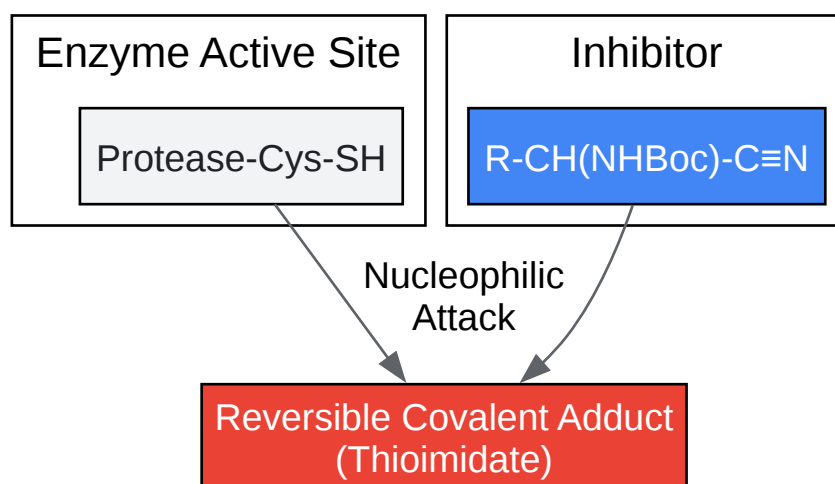 Enzyme Active Site
Inhibitor
Protease-Cys-SH
R-CH(NHBoc)-C≡N
Nucleophilic
Attack
Reversible Covalent Adduct
(Thioimidate)